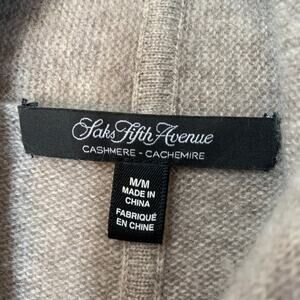 Saks Fifth Avenue
CASHMERE - CACHEMIRE
M/M
MADE IN
CHINA
FABRIQUÉ
EN CHINE